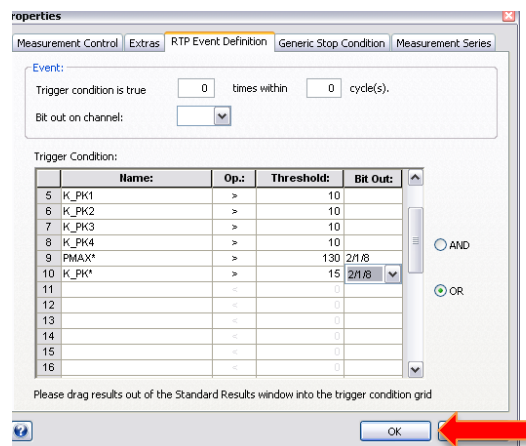 roperties
Measurement Control Extras RTP Event Definition Generic Stop Condition Measurement Series
Event:
Trigger condition is true 0 times within 0 cycle(s).
Bit out on channel:
Trigger Condition:
Name: Op.: Threshold: Bit Out:
5 K_PK1 > 10
6 K_PK2 > 10
7 K_PK3 > 10
8 K_PK4 > 10
AND
9 PMAX* > 130 2/1/8
10 K_PK* > 15 2/1/8
11 < 0
OR
12 < 0
13 < 0
14 < 0
15 < 0
16 < 0
Please drag results out of the Standard Results window into the trigger condition grid
?
OK